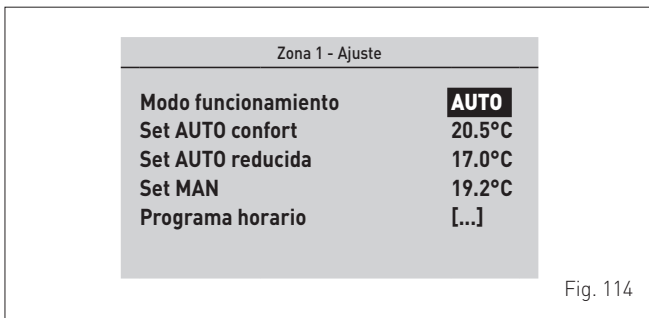 Zona 1 - Ajuste
Modo funcionamiento AUTO
Set AUTO confort 20.5°C
Set AUTO reducida 17.0°C
Set MAN 19.2°C
Programa horario [...]
Fig. 114